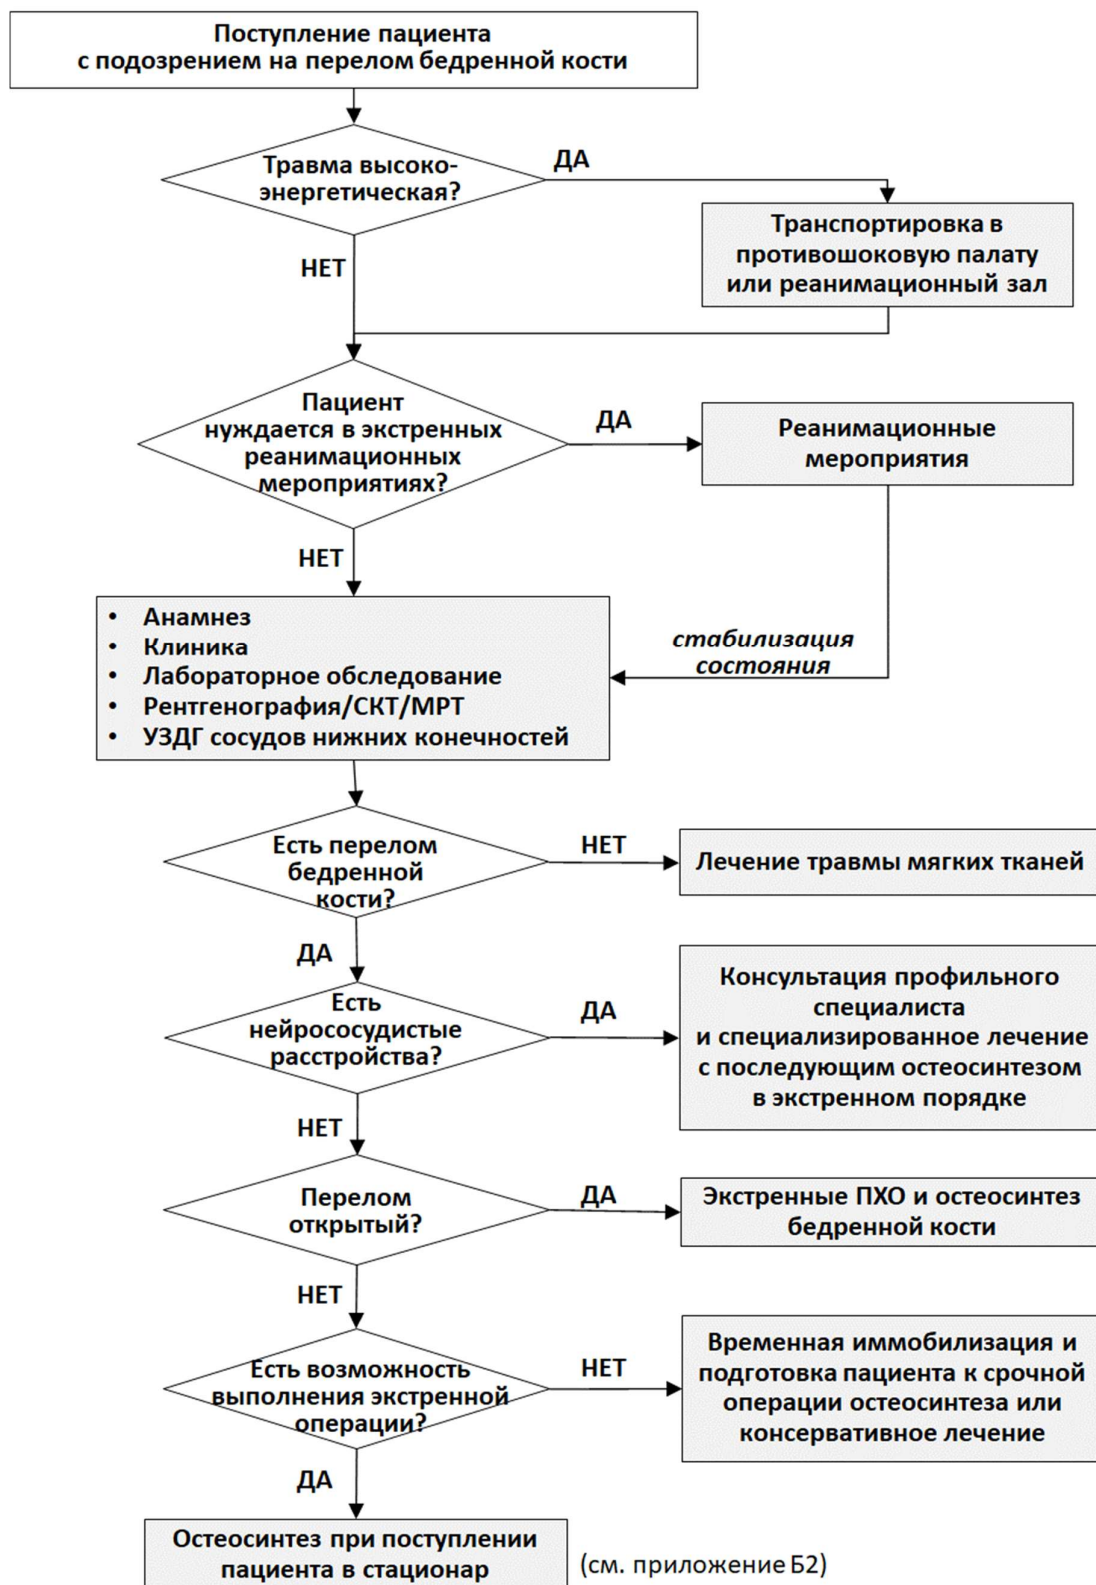 Поступление пациента
с подозрением на перелом бедренной кости
Травма высоко-
энергетическая?
ДА
Транспортировка в
противошоковую палату
или реанимационный зал
НЕТ
Пациент
нуждается в экстренных
реанимационных
мероприятиях?
ДА
Реанимационные
мероприятия
НЕТ
• Анамнез
• Клиника
• Лабораторное обследование
• Рентгенография/СКТ/МРТ
• УЗДГ сосудов нижних конечностей
стабилизация
состояния
Есть перелом
бедренной
кости?
НЕТ
Лечение травмы мягких тканей
ДА
Есть
нейрососудистые
расстройства?
ДА
Консультация профильного
специалиста
и специализированное лечение
с последующим остеосинтезом
в экстренном порядке
НЕТ
Перелом
открытый?
ДА
Экстренные ПХО и остеосинтез
бедренной кости
НЕТ
Есть возможность
выполнения экстренной
операции?
НЕТ
Временная иммобилизация и
подготовка пациента к срочной
операции остеосинтеза или
консервативное лечение
ДА
Остеосинтез при поступлении
пациента в стационар
(см. приложение Б2)